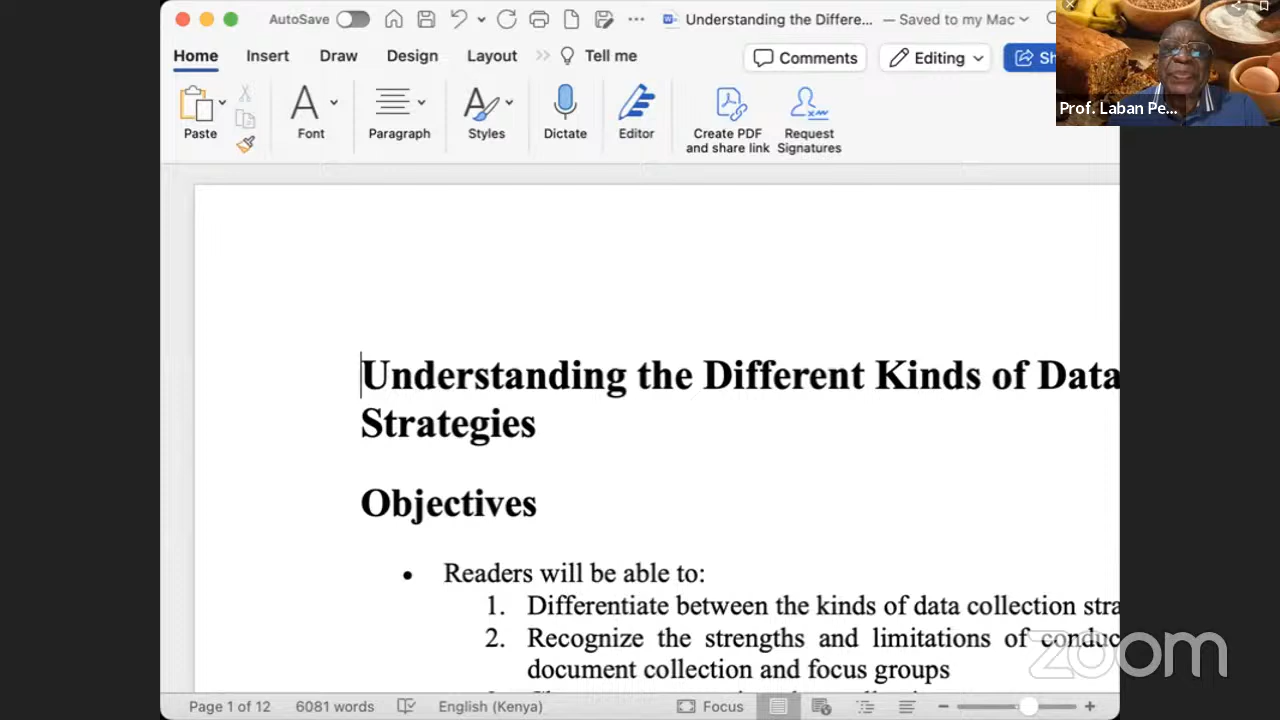 AutoSave
Understanding the Differe... — Saved to my Mac
Home Insert Draw Design Layout Tell me Comments Editing Sh
Paste Font Paragraph Styles Dictate Editor Create PDF and share link Request Signatures
Prof. Laban Pe...
Understanding the Different Kinds of Data
Strategies
Objectives
• Readers will be able to:
1. Differentiate between the kinds of data collection stra
2. Recognize the strengths and limitations of conduc
document collection and focus groups
zoom
Page 1 of 12 6081 words English (Kenya) Focus